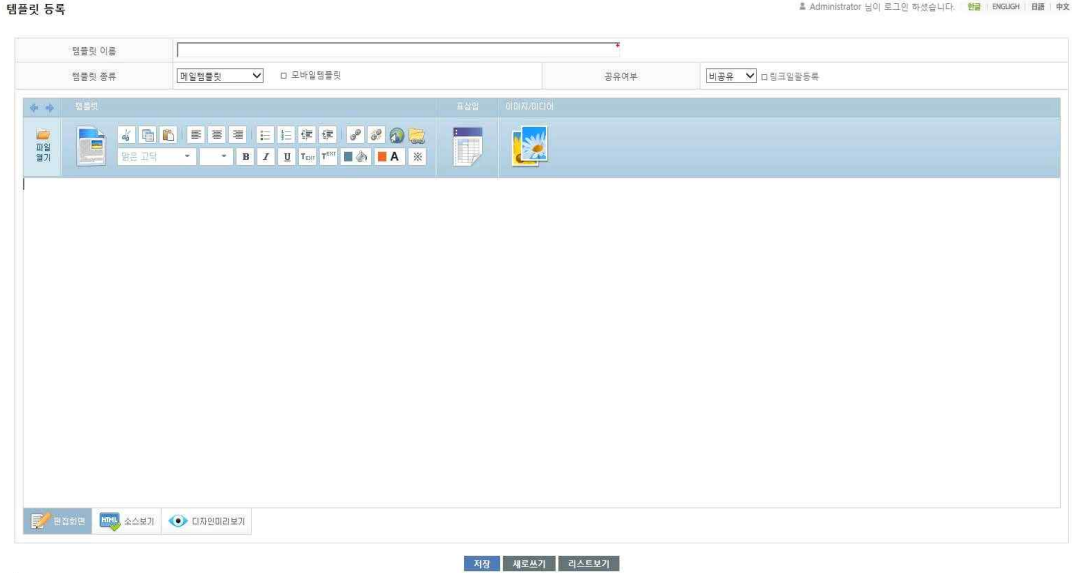 템플릿 등록
Administrator 님이 로그인 하셨습니다. 한글 | ENGLIGH | 日語 | 中文
템플릿 이름 *
템플릿 종류 메일템플릿 모바일템플릿 공유여부 비공유 링크일괄등록
템플릿 표삽입 이미지/미디어
파일
열기
맑은 고딕 B I U TEXT TEXT A ※
편집화면 HTML 소스보기 디자인미리보기
저장 새로쓰기 리스트보기